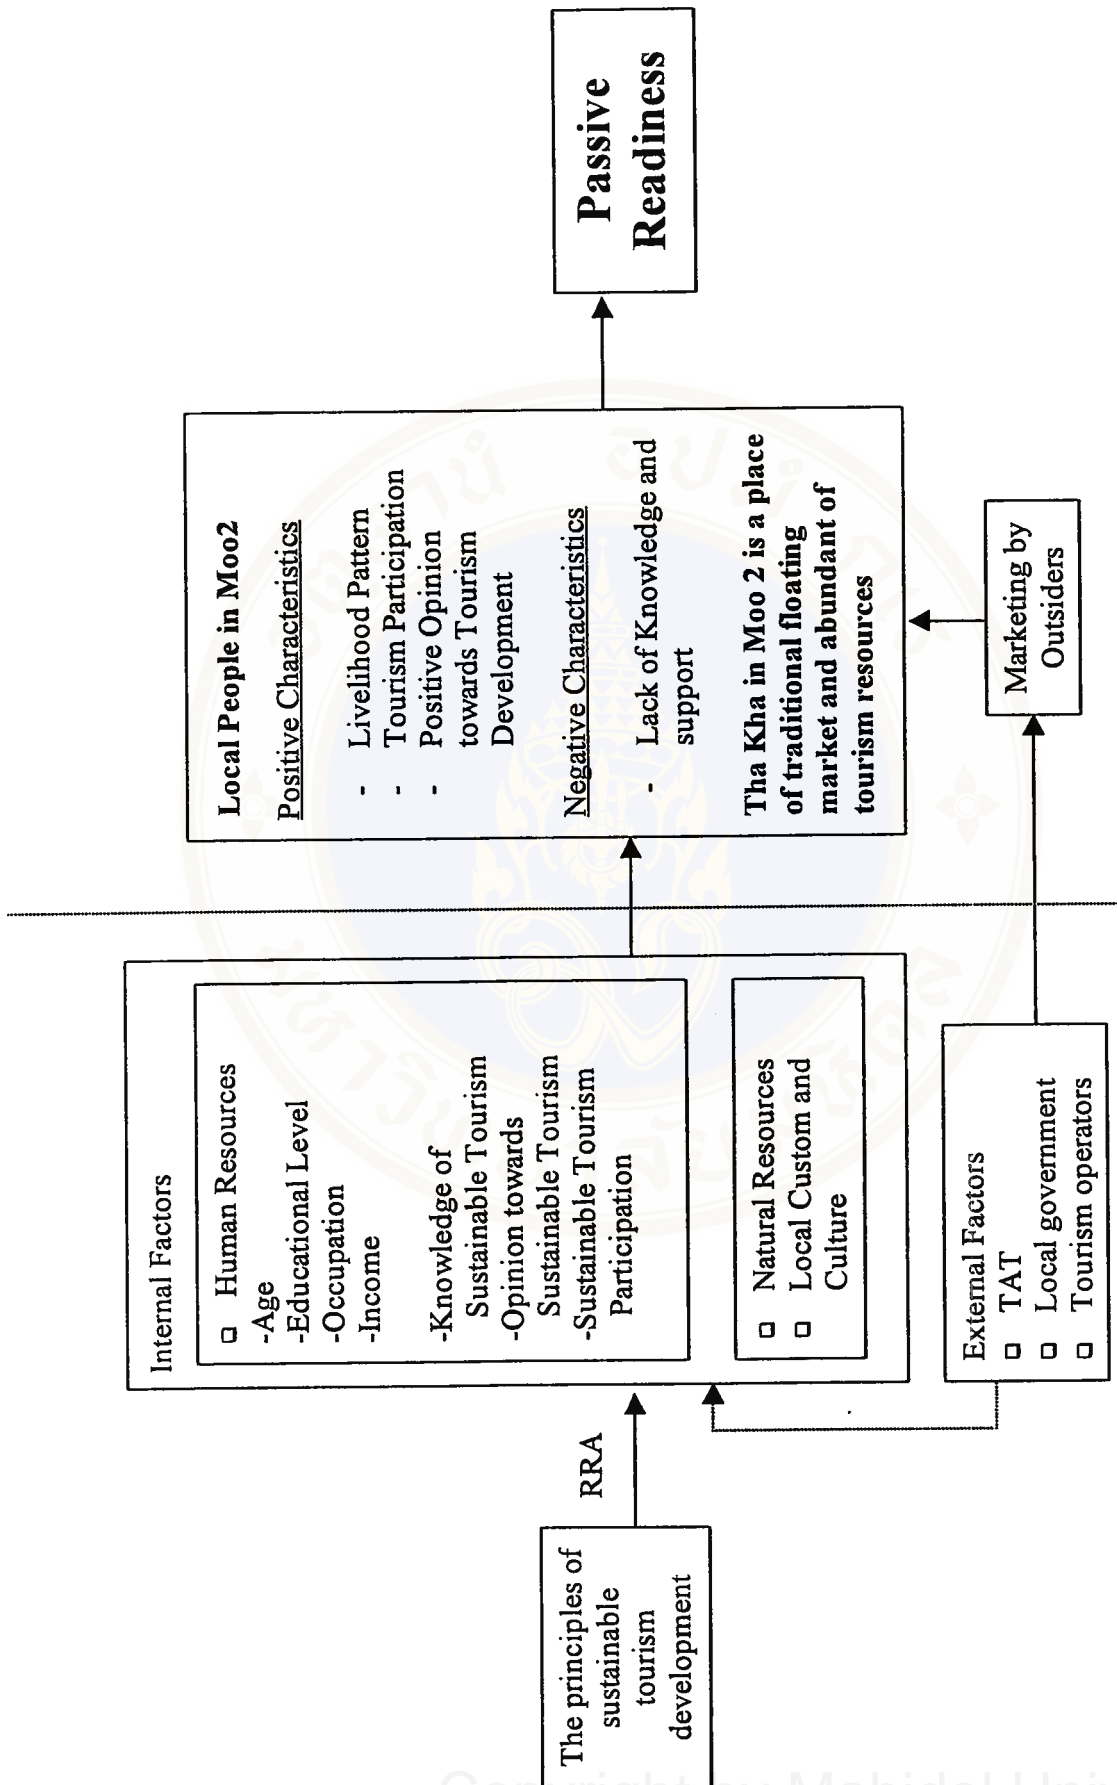 The principles of
sustainable
tourism
development
RRA
Internal Factors
Human Resources
-Age
-Educational Level
-Occupation
-Income
-Knowledge of
Sustainable Tourism
-Opinion towards
Sustainable Tourism
-Sustainable Tourism
Participation
Natural Resources
Local Custom and
Culture
External Factors
TAT
Local government
Tourism operators
Local People in Moo2
Positive Characteristics
- Livelihood Pattern
- Tourism Participation
- Positive Opinion
towards Tourism
Development
Negative Characteristics
- Lack of Knowledge and
support
Tha Kha in Moo 2 is a place
of traditional floating
market and abundant of
tourism resources
Marketing by
Outsiders
Passive
Readiness